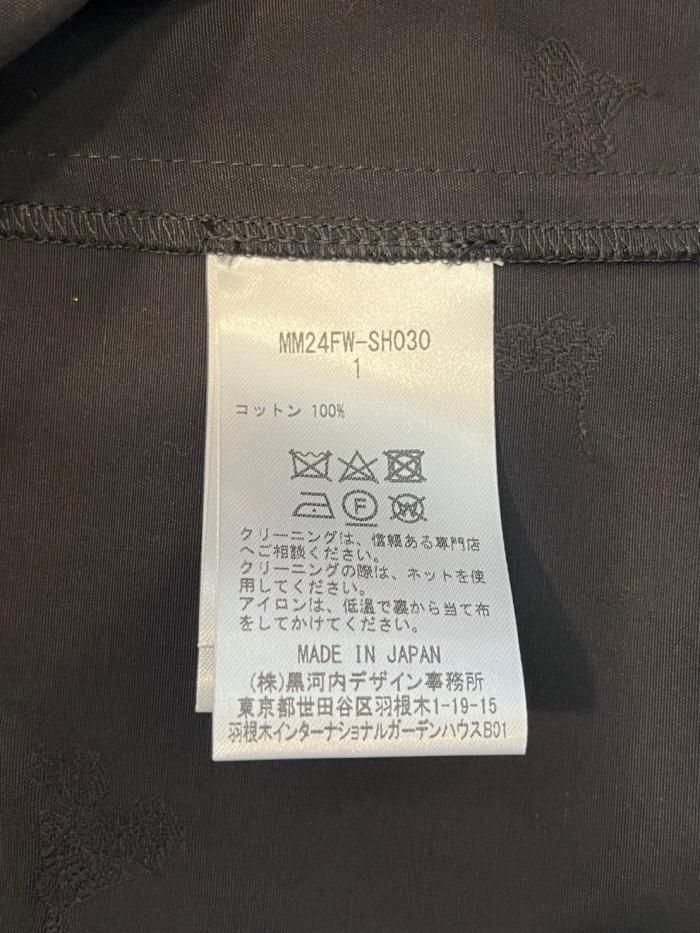 MM24FW-SH030
1
コットン 100%
F
W
クリーニングは、信頼ある専門店
へご相談ください。
クリーニングの際は、ネットを使
用してください。
アイロンは、低温で裏から当て布
をしてかけてください。
MADE IN JAPAN
(株)黒河内デザイン事務所
東京都世田谷区羽根木1-19-15
羽根木インターナショナルガーデンハウスB01